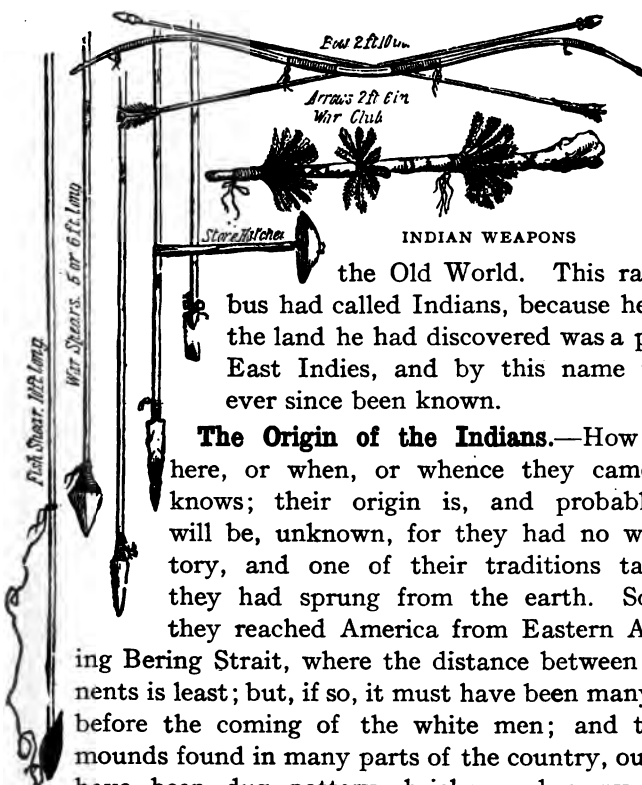 Bow 2ft 10in
Arrows 2ft 6in
War Club
Stone Hatchet
War Spears. 5 or 6 ft. long
Fish Spear. 10ft long.
INDIAN WEAPONS
the Old World. This ra
bus had called Indians, because he
the land he had discovered was a p
East Indies, and by this name
ever since been known.
The Origin of the Indians.—How
here, or when, or whence they came
knows; their origin is, and probabl
will be, unknown, for they had no w
tory, and one of their traditions ta
they had sprung from the earth. So
they reached America from Eastern A
ing Bering Strait, where the distance between
nents is least; but, if so, it must have been many
before the coming of the white men; and t
mounds found in many parts of the country, ou